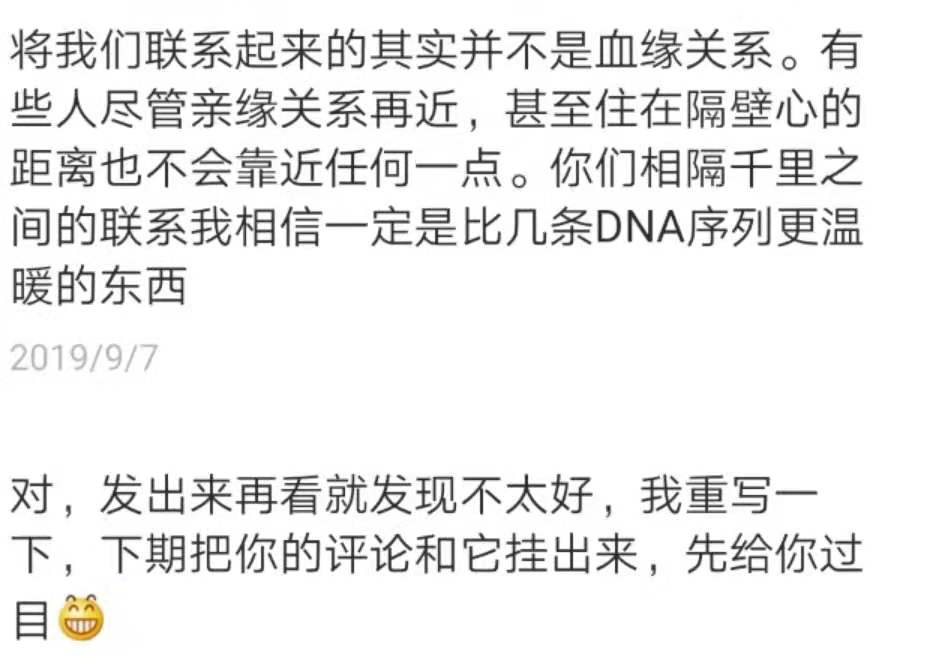 将我们联系起来的其实并不是血缘关系。有
些人尽管亲缘关系再近，甚至住在隔壁心的
距离也不会靠近任何一点。你们相隔千里之
间的联系我相信一定是比几条DNA序列更温
暖的东西
2019/9/7
对，发出来再看就发现不太好，我重写一
下，下期把你的评论和它挂出来，先给你过
目😁